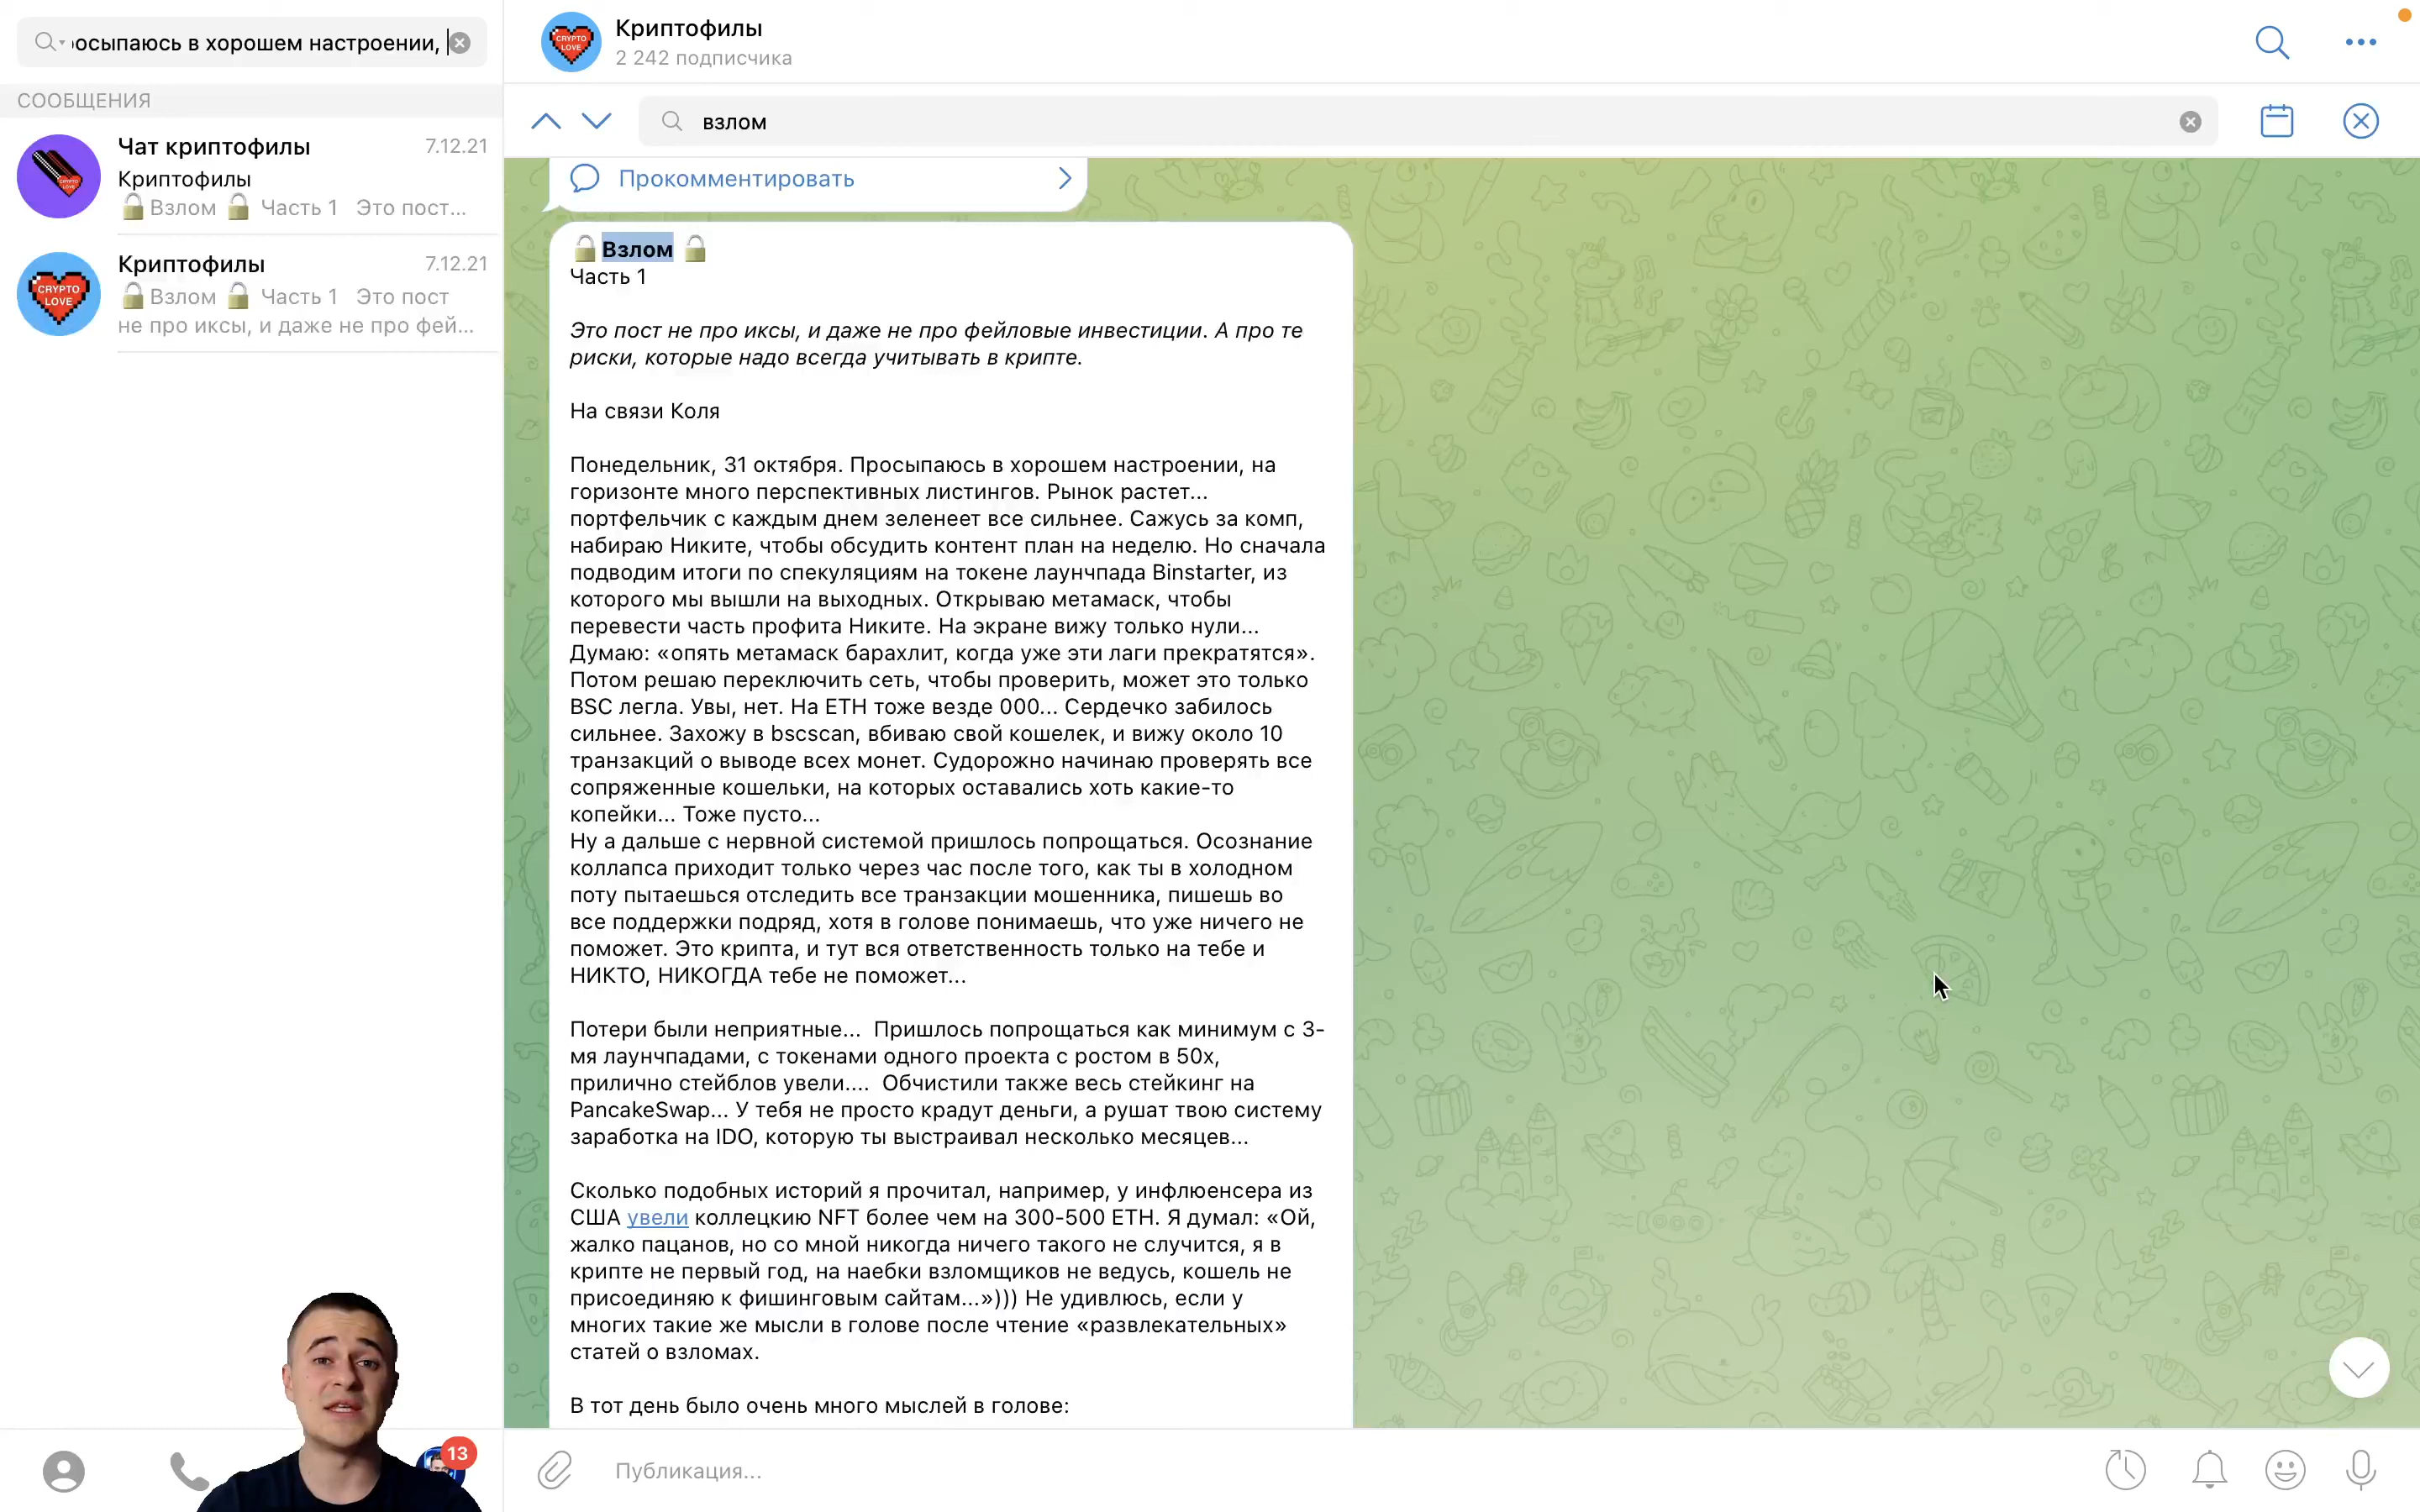 осыпаюсь в хорошем настроении,
СООБЩЕНИЯ
Чат криптофилы 7.12.21
Криптофилы
Взлом Часть 1 Это пост...
CRYPTO LOVE
Криптофилы 7.12.21
Взлом Часть 1 Это пост
не про иксы, и даже не про фей...
13
CRYPTO LOVE
Криптофилы
2 242 подписчика
взлом
Прокомментировать
Взлом
Часть 1
Это пост не про иксы, и даже не про фейловые инвестиции. А про те
риски, которые надо всегда учитывать в крипте.
На связи Коля
Понедельник, 31 октября. Просыпаюсь в хорошем настроении, на
горизонте много перспективных листингов. Рынок растет...
портфельчик с каждым днем зеленеет все сильнее. Сажусь за комп,
набираю Никите, чтобы обсудить контент план на неделю. Но сначала
подводим итоги по спекуляциям на токене лаунчпада Binstarter, из
которого мы вышли на выходных. Открываю метамаск, чтобы
перевести часть профита Никите. На экране вижу только нули...
Думаю: «опять метамаск барахлит, когда уже эти лаги прекратятся».
Потом решаю переключить сеть, чтобы проверить, может это только
BSC легла. Увы, нет. На ETH тоже везде 000... Сердечко забилось
сильнее. Захожу в bscscan, вбиваю свой кошелек, и вижу около 10
транзакций о выводе всех монет. Судорожно начинаю проверять все
сопряженные кошельки, на которых оставались хоть какие-то
копейки... Тоже пусто...
Ну а дальше с нервной системой пришлось попрощаться. Осознание
коллапса приходит только через час после того, как ты в холодном
поту пытаешься отследить все транзакции мошенника, пишешь во
все поддержки подряд, хотя в голове понимаешь, что уже ничего не
поможет. Это крипта, и тут вся ответственность только на тебе и
НИКТО, НИКОГДА тебе не поможет...
Потери были неприятные... Пришлось попрощаться как минимум с 3-
мя лаунчпадами, с токенами одного проекта с ростом в 50х,
прилично стейблов увели.... Обчистили также весь стейкинг на
PancakeSwap... У тебя не просто крадут деньги, а рушат твою систему
заработка на IDO, которую ты выстраивал несколько месяцев...
Сколько подобных историй я прочитал, например, у инфлюенсера из
США увели коллецкию NFT более чем на 300-500 ETH. Я думал: «Ой,
жалко пацанов, но со мной никогда ничего такого не случится, я в
крипте не первый год, на наебки взломщиков не ведусь, кошель не
присоединяю к фишинговым сайтам...»))) Не удивлюсь, если у
многих такие же мысли в голове после чтение «развлекательных»
статей о взломах.
В тот день было очень много мыслей в голове:
Публикация...